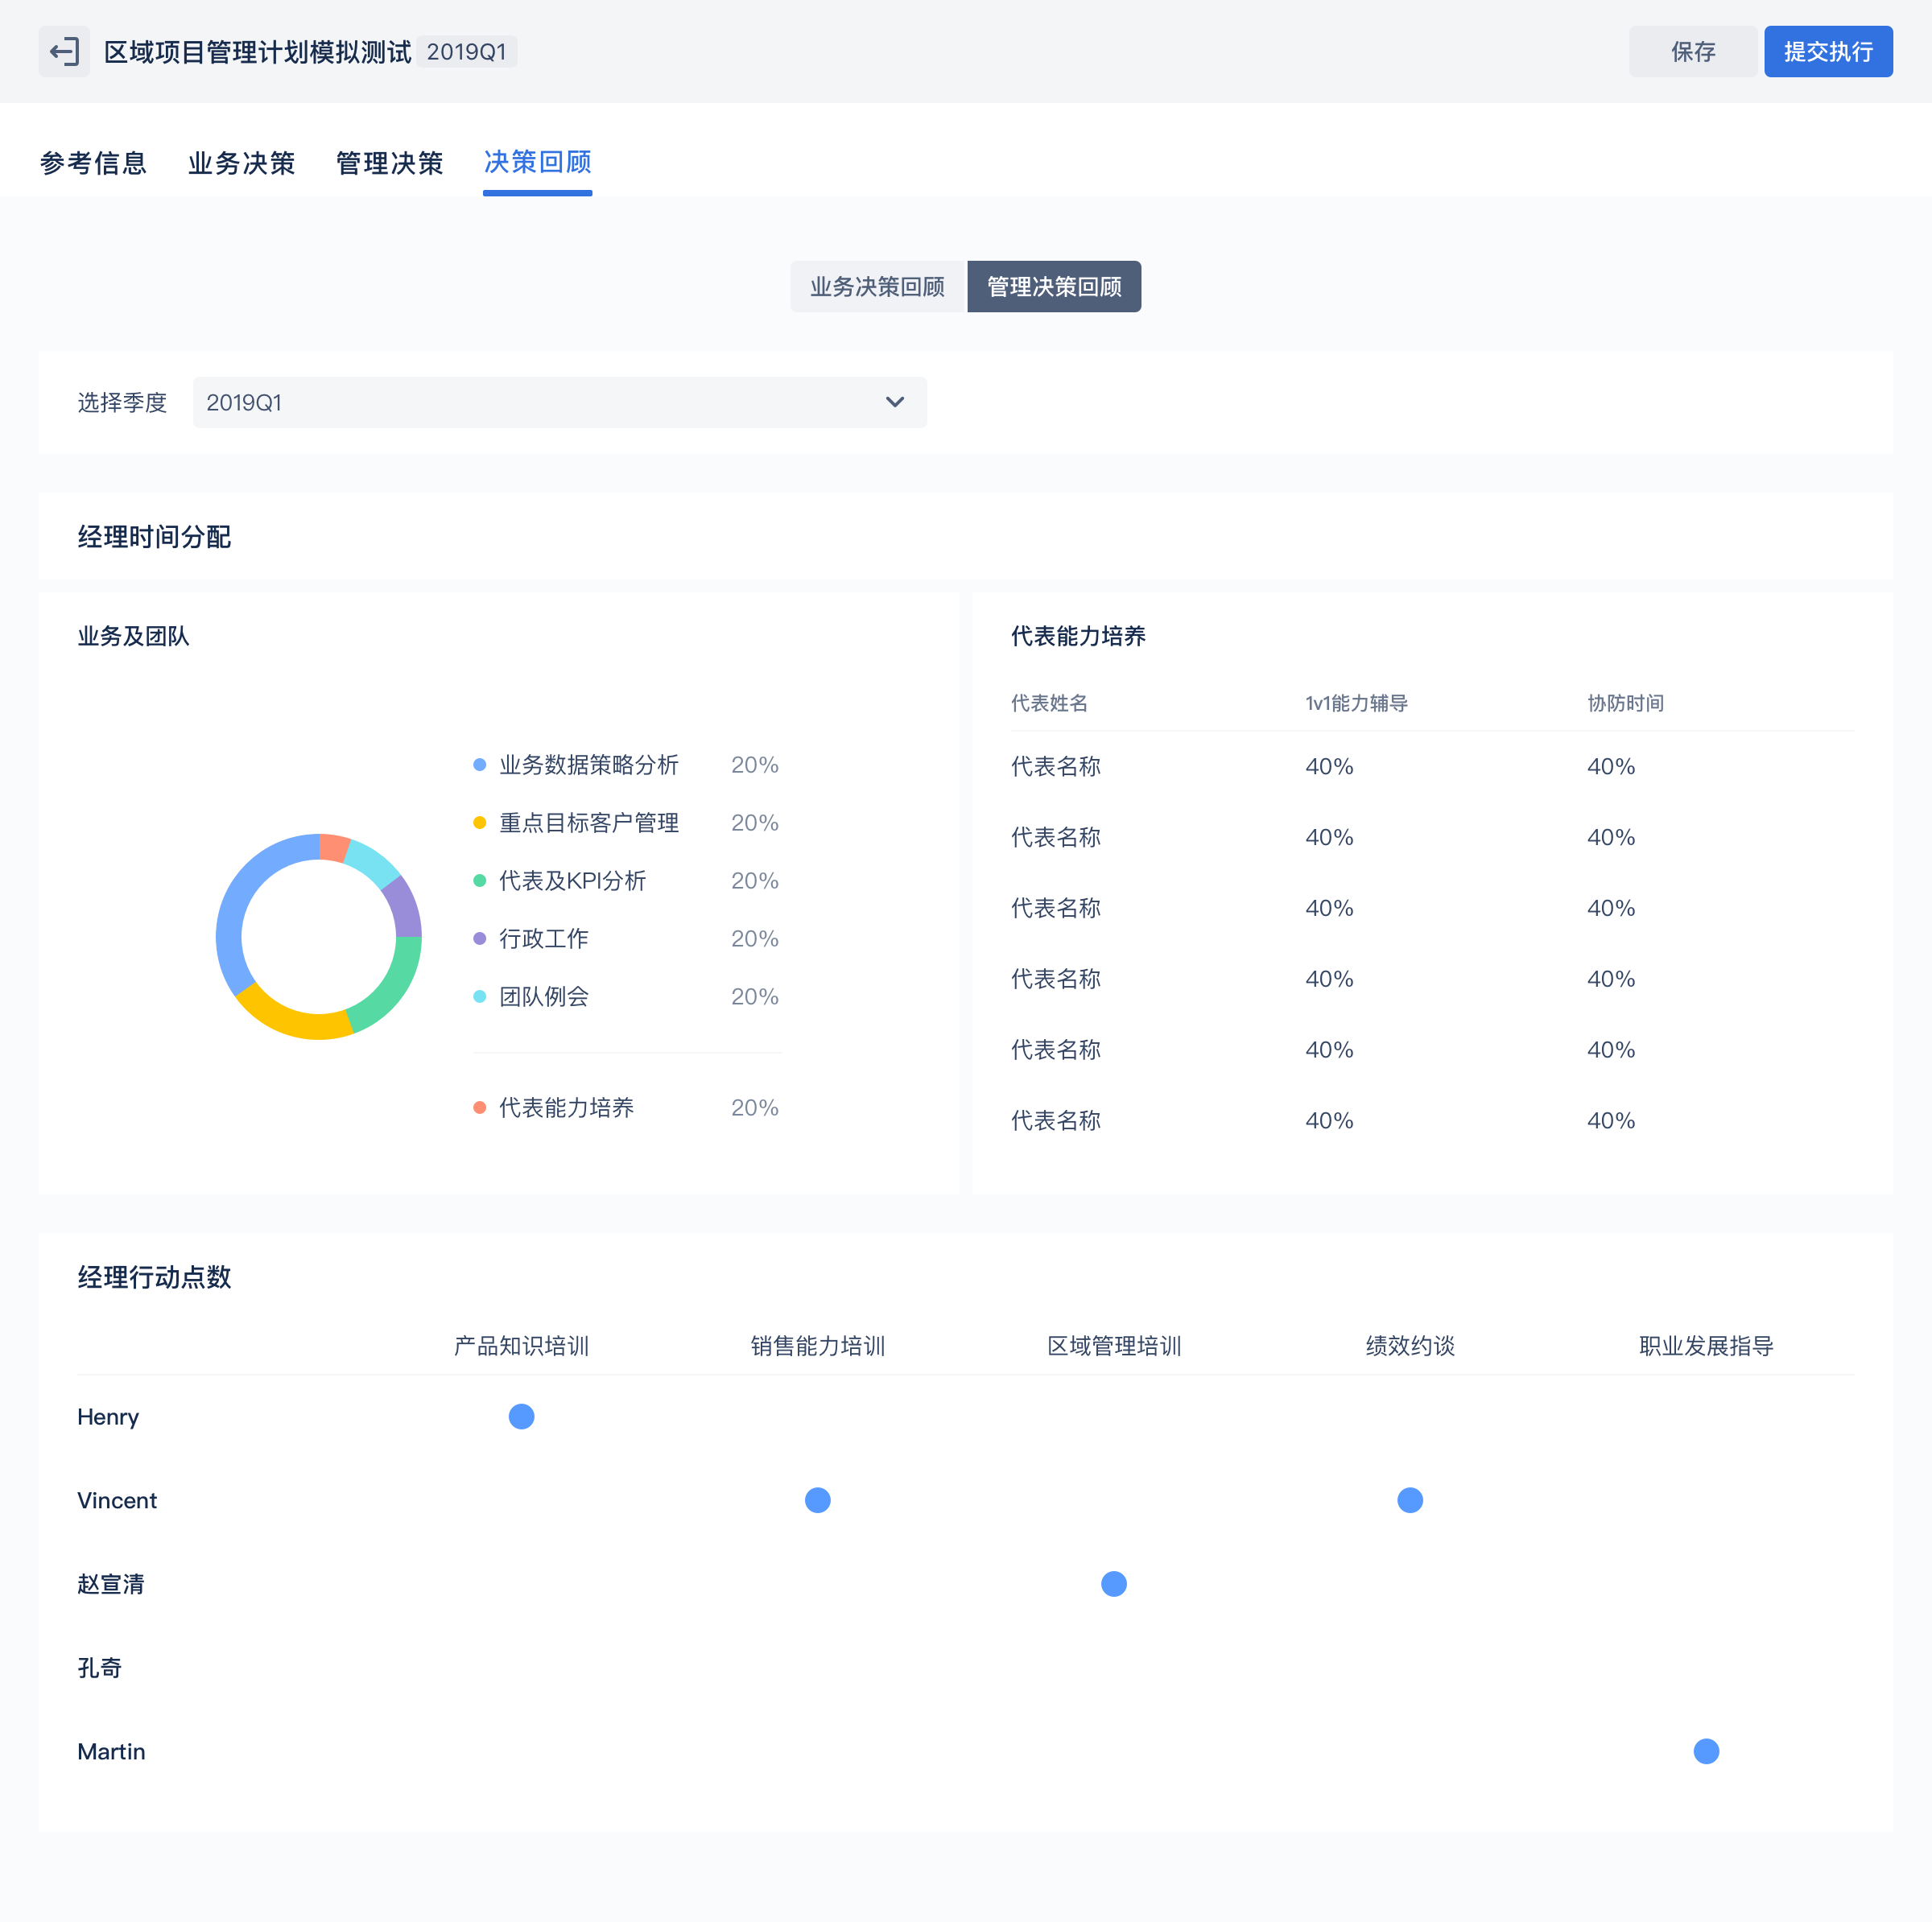 区域项目管理计划模拟测试 2019Q1 保存 提交执行
参考信息 业务决策 管理决策 决策回顾
业务决策回顾 管理决策回顾
选择季度 2019Q1
经理时间分配
业务及团队
业务数据策略分析 20%
重点目标客户管理 20%
代表及KPI分析 20%
行政工作 20%
团队例会 20%
代表能力培养 20%
代表能力培养
代表姓名 1v1能力辅导 协防时间
代表名称 40% 40%
代表名称 40% 40%
代表名称 40% 40%
代表名称 40% 40%
代表名称 40% 40%
代表名称 40% 40%
经理行动点数
产品知识培训 销售能力培训 区域管理培训 绩效约谈 职业发展指导
Henry
Vincent
赵宣清
孔奇
Martin